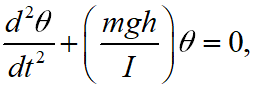 d²θ/dt² + (mgh/I) θ = 0,